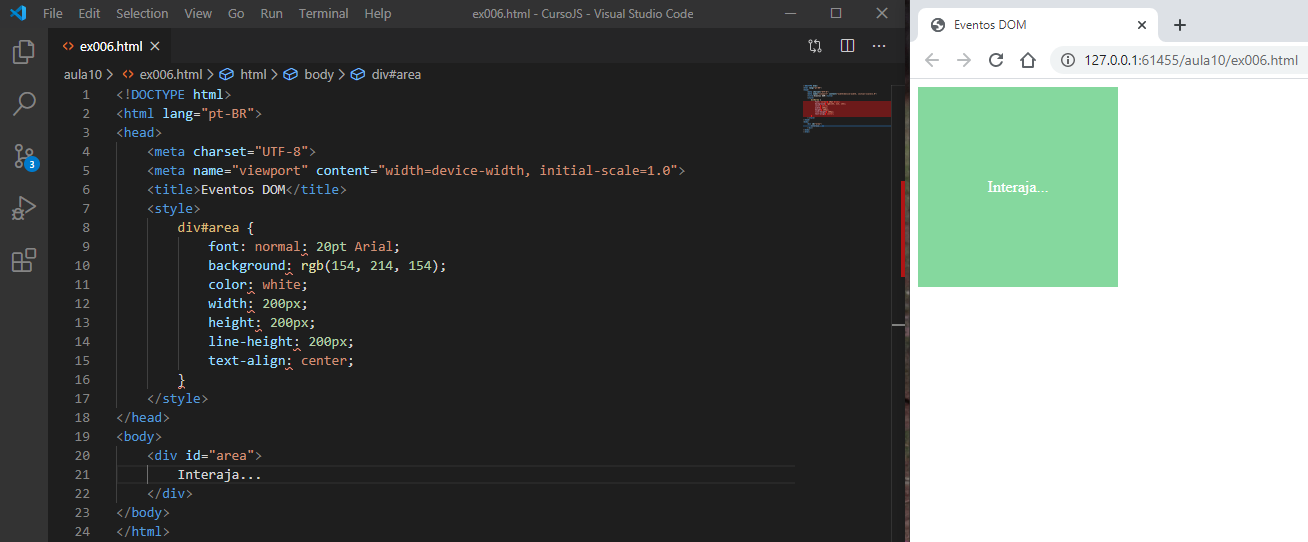 File Edit Selection View Go Run Terminal Help ex006.html - CursoJS - Visual Studio Code
ex006.html
aula10 > ex006.html > html > body > div#area
1 <!DOCTYPE html>
2 <html lang="pt-BR">
3 <head>
4 <meta charset="UTF-8">
5 <meta name="viewport" content="width=device-width, initial-scale=1.0">
6 <title>Eventos DOM</title>
7 <style>
8 div#area {
9 font: normal: 20pt Arial;
10 background: rgb(154, 214, 154);
11 color: white;
12 width: 200px;
13 height: 200px;
14 line-height: 200px;
15 text-align: center;
16 }
17 </style>
18 </head>
19 <body>
20 <div id="area">
21 Interaja...
22 </div>
23 </body>
24 </html>
3
Eventos DOM
127.0.0.1:61455/aula10/ex006.html
Interaja...